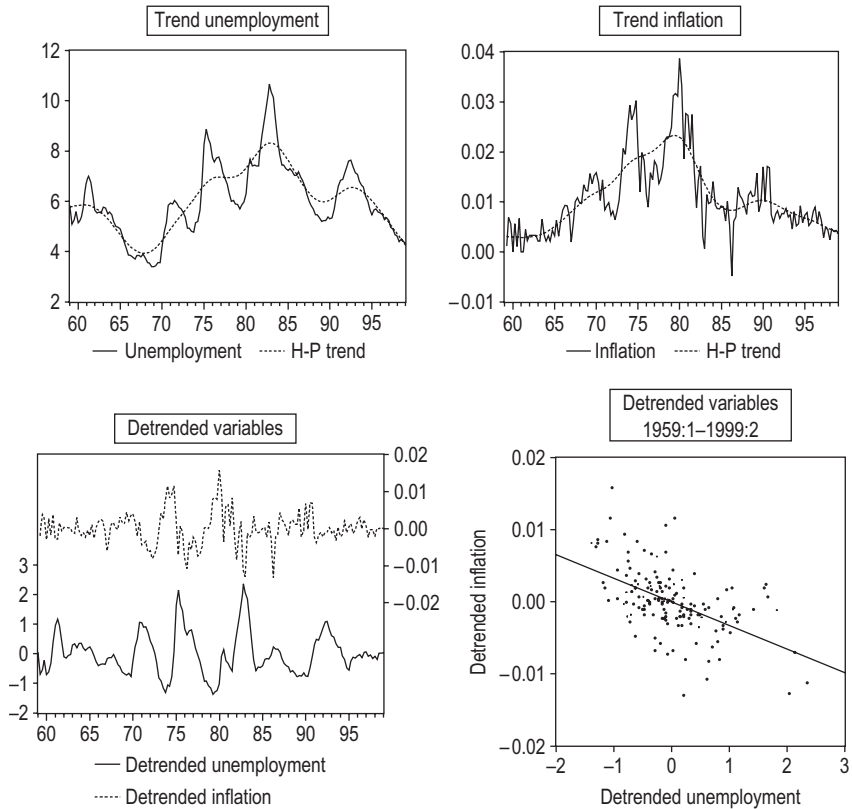 Trend unemployment
12
10
8
6
4
2
60 65 70 75 80 85 90 95
Unemployment H-P trend
Trend inflation
0.04
0.03
0.02
0.01
0.00
−0.01
60 65 70 75 80 85 90 95
Inflation H-P trend
Detrended variables
0.02
0.01
0.00
−0.01
−0.02
3
2
1
0
−1
−2
60 65 70 75 80 85 90 95
Detrended unemployment
Detrended inflation
Detrended variables
1959:1–1999:2
Detrended inflation
0.02
0.01
0.00
−0.01
−0.02
−2 −1 0 1 2 3
Detrended unemployment